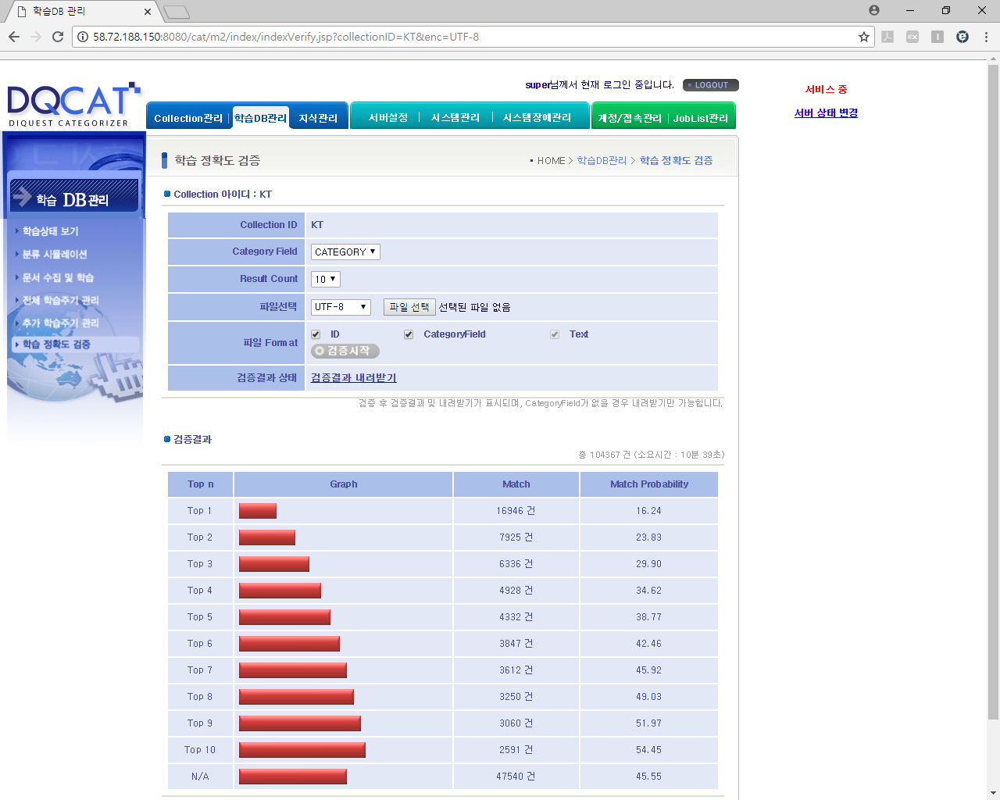 학습DB 관리
58.72.188.150:8080/cat/m2/index/indexVerify.jsp?collectionID=KT&enc=UTF-8
super님께서 현재 로그인 중입니다. LOGOUT
서비스 중
서버 상태 변경
DQCAT
DIQUEST CATEGORIZER
Collection관리 학습DB관리 지식관리 서버설정 시스템관리 시스템장애관리 계정/접속관리 JobList관리
학습 정확도 검증
HOME > 학습DB관리 > 학습 정확도 검증
학습 DB관리
학습상태 보기
분류 시뮬레이션
문서 수집 및 학습
전체 학습주기 관리
추가 학습주기 관리
학습 정확도 검증
Collection 아이디 : KT
Collection ID KT
Category Field CATEGORY
Result Count 10
파일선택 UTF-8 파일 선택 선택된 파일 없음
파일 Format ID CategoryField Text
검증시작
검증결과 상태 검증결과 내려받기
검증 후 검증결과 및 내려받기가 표시되며, CategoryField가 없을 경우 내려받기만 가능합니다.
검증결과
총 104367 건 (소요시간 : 10분 39초)
Top n Graph Match Match Probability
Top 1 16946 건 16.24
Top 2 7925 건 23.83
Top 3 6336 건 29.90
Top 4 4928 건 34.62
Top 5 4332 건 38.77
Top 6 3847 건 42.46
Top 7 3612 건 45.92
Top 8 3250 건 49.03
Top 9 3060 건 51.97
Top 10 2591 건 54.45
N/A 47540 건 45.55